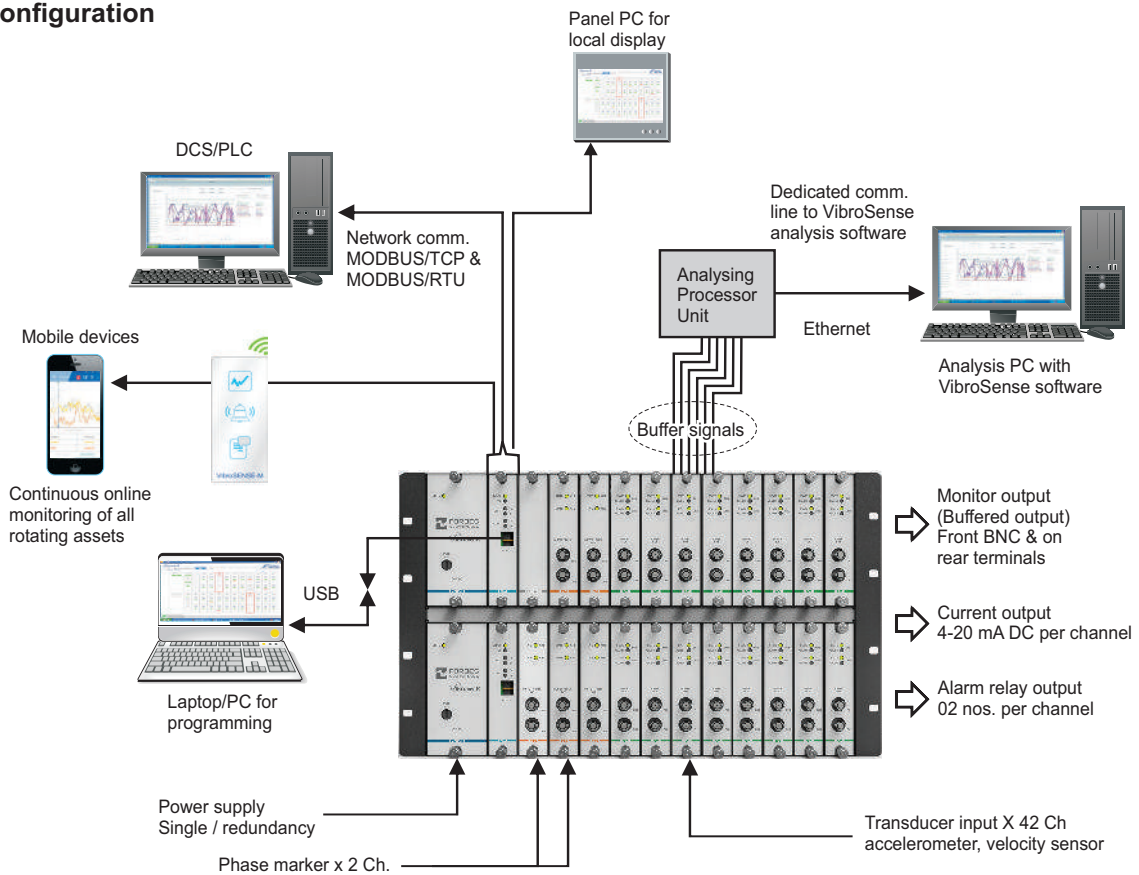 onfiguration
Panel PC for
local display
DCS/PLC
Network comm.
MODBUS/TCP &
MODBUS/RTU
Dedicated comm.
line to VibroSense
analysis software
Analysing
Processor
Unit
Ethernet
Analysis PC with
VibroSense software
Mobile devices
VibroSENSE-M
Continuous online
monitoring of all
rotating assets
Buffer signals
FORBES
FORBES
Monitor output
(Buffered output)
Front BNC & on
rear terminals
USB
Current output
4-20 mA DC per channel
Laptop/PC for
programming
Alarm relay output
02 nos. per channel
Power supply
Single / redundancy
Phase marker x 2 Ch.
Transducer input X 42 Ch
accelerometer, velocity sensor